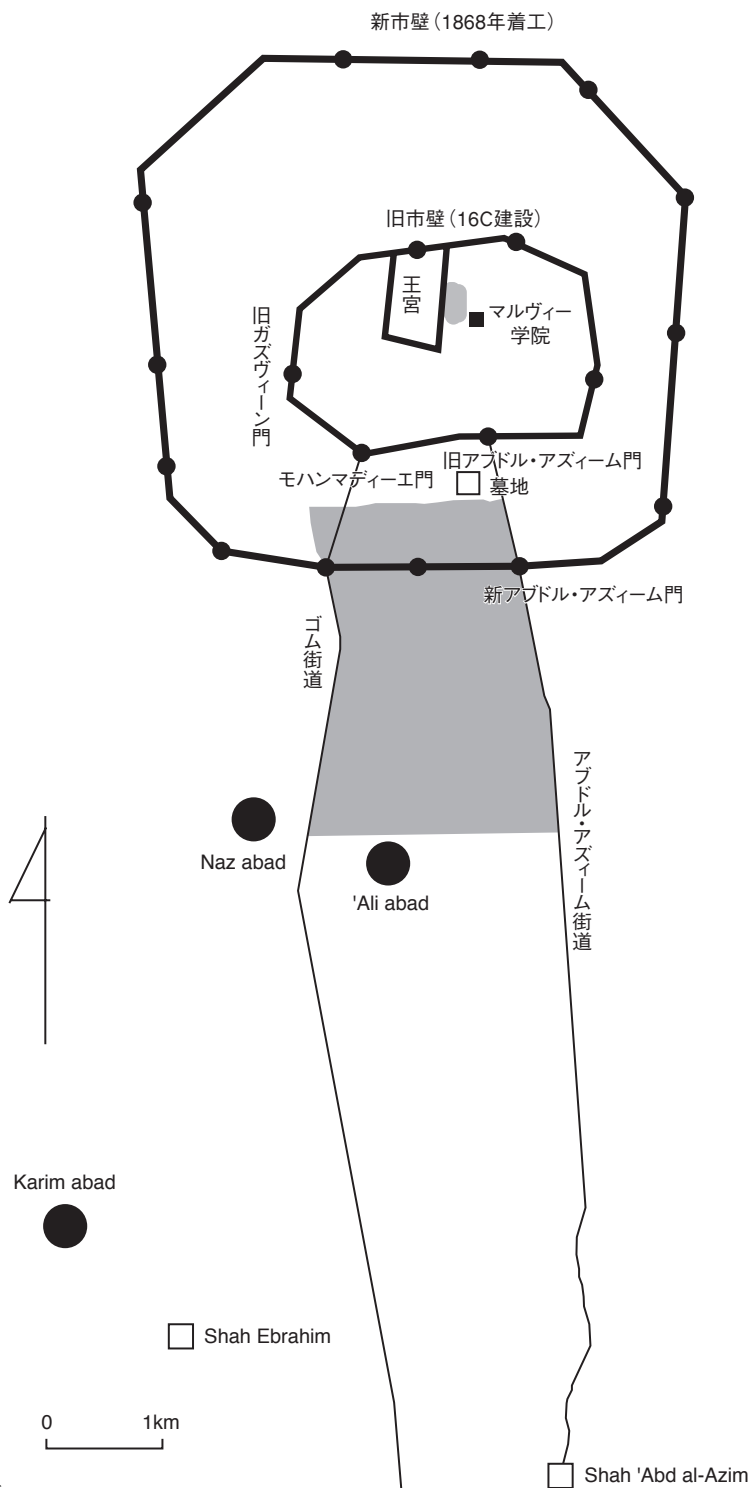 新市壁（1868年着工）
旧市壁（16C建設）
王宮
マルヴィー
学院
旧ガズヴィーン門
旧アブドル・アズィーム門
モハンマディーエ門
墓地
新アブドル・アズィーム門
ゴム街道
アブドル・アズィーム街道
Naz abad
'Ali abad
Karim abad
Shah Ebrahim
0 1km
Shah 'Abd al-Azim